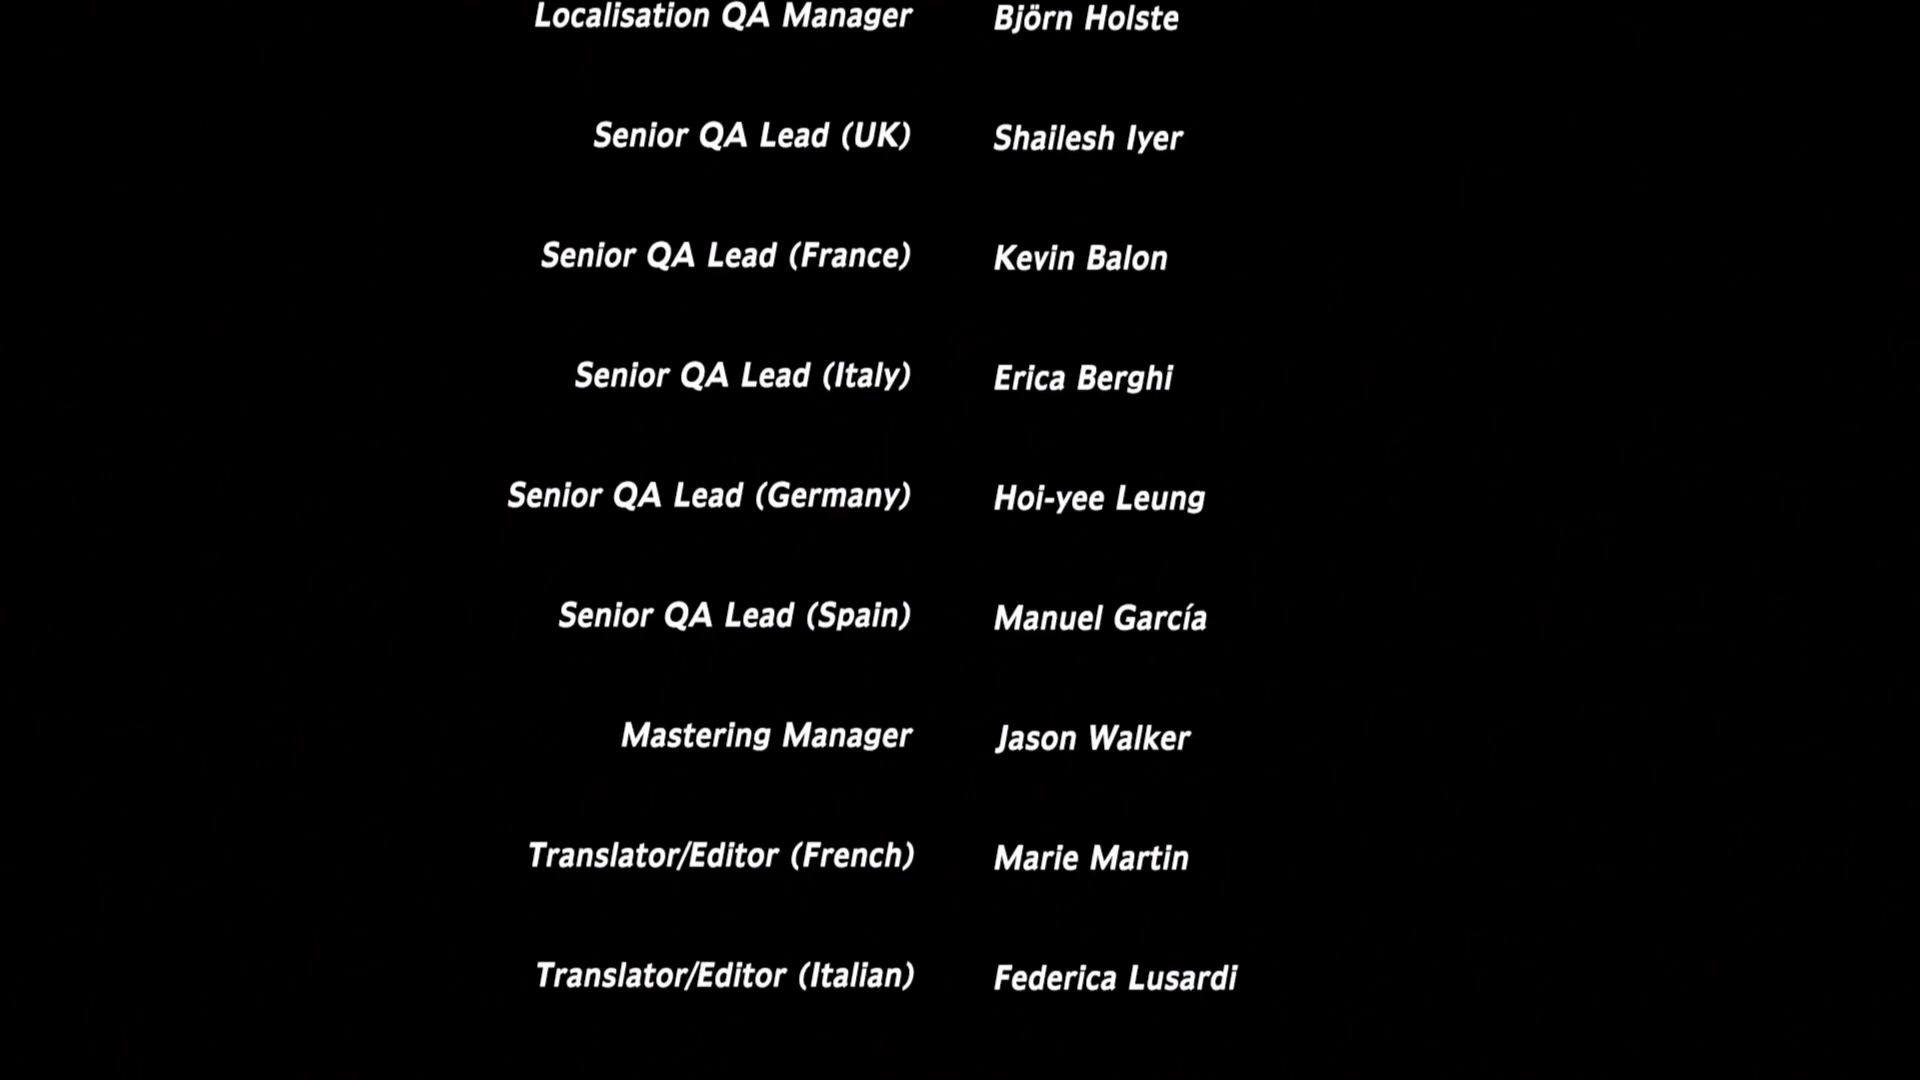 Localisation QA Manager Björn Holste
Senior QA Lead (UK) Shailesh Iyer
Senior QA Lead (France) Kevin Balon
Senior QA Lead (Italy) Erica Berghi
Senior QA Lead (Germany) Hoi-yee Leung
Senior QA Lead (Spain) Manuel García
Mastering Manager Jason Walker
Translator/Editor (French) Marie Martin
Translator/Editor (Italian) Federica Lusardi